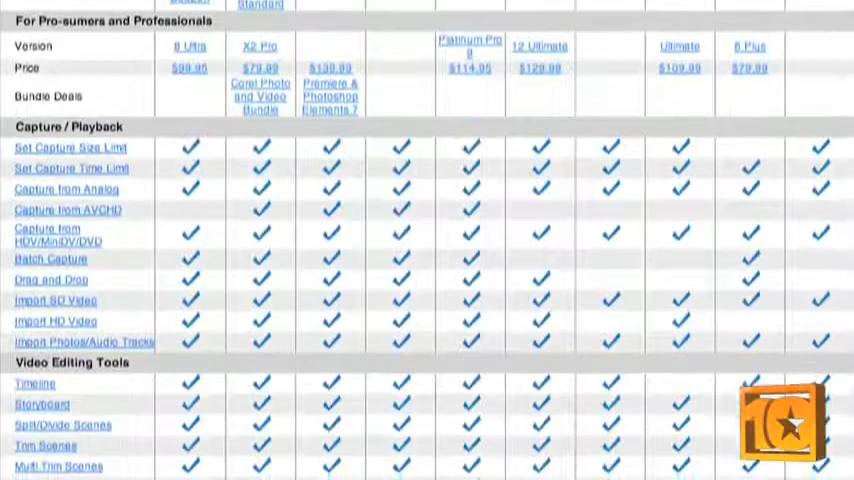 Standard
For Pro-sumers and Professionals
Version 8 Ultra X2 Pro Platinum Pro 9 12 Ultimate Ultimate 6 Plus
Price $99.95 $79.99 $139.99 $114.95 $129.99 $109.99 $79.99
Bundle Deals Corel Photo and Video Bundle Premiere & Photoshop Elements 7
Capture / Playback
Set Capture Size Limit
Set Capture Time Limit
Capture from Analog
Capture from AVCHD
Capture from
HDV/MiniDV/DVD
Batch Capture
Drag and Drop
Import SD Video
Import HD Video
Import Photos/Audio Tracks
Video Editing Tools
Timeline
Storyboard
Split/Divide Scenes
Trim Scenes
Multi Trim Scenes